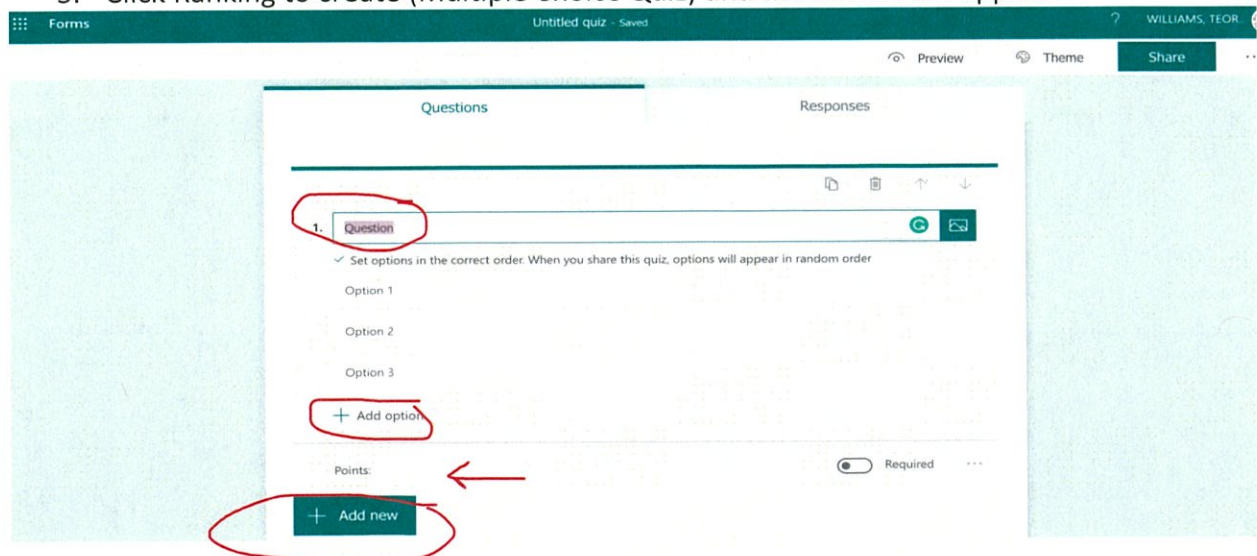 Forms
Untitled quiz - Saved
?
WILLIAMS, TEOR
Preview
Theme
Share
Questions
Responses
1. Question
Set options in the correct order. When you share this quiz, options will appear in random order
Option 1
Option 2
Option 3
+ Add option
Points:
Required
+ Add new